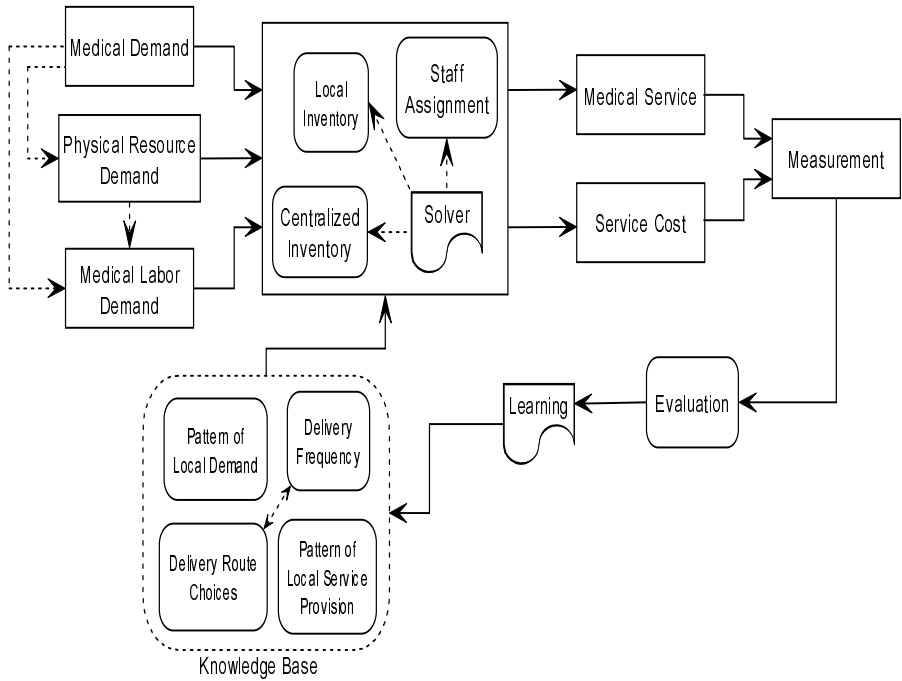 Medical Demand
Physical Resource
Demand
Medical Labor
Demand
Local
Inventory
Staff
Assignment
Centralized
Inventory
Solver
Medical Service
Service Cost
Measurement
Evaluation
Learning
Pattern of
Local Demand
Delivery
Frequency
Delivery Route
Choices
Pattern of
Local Service
Provision
Knowledge Base